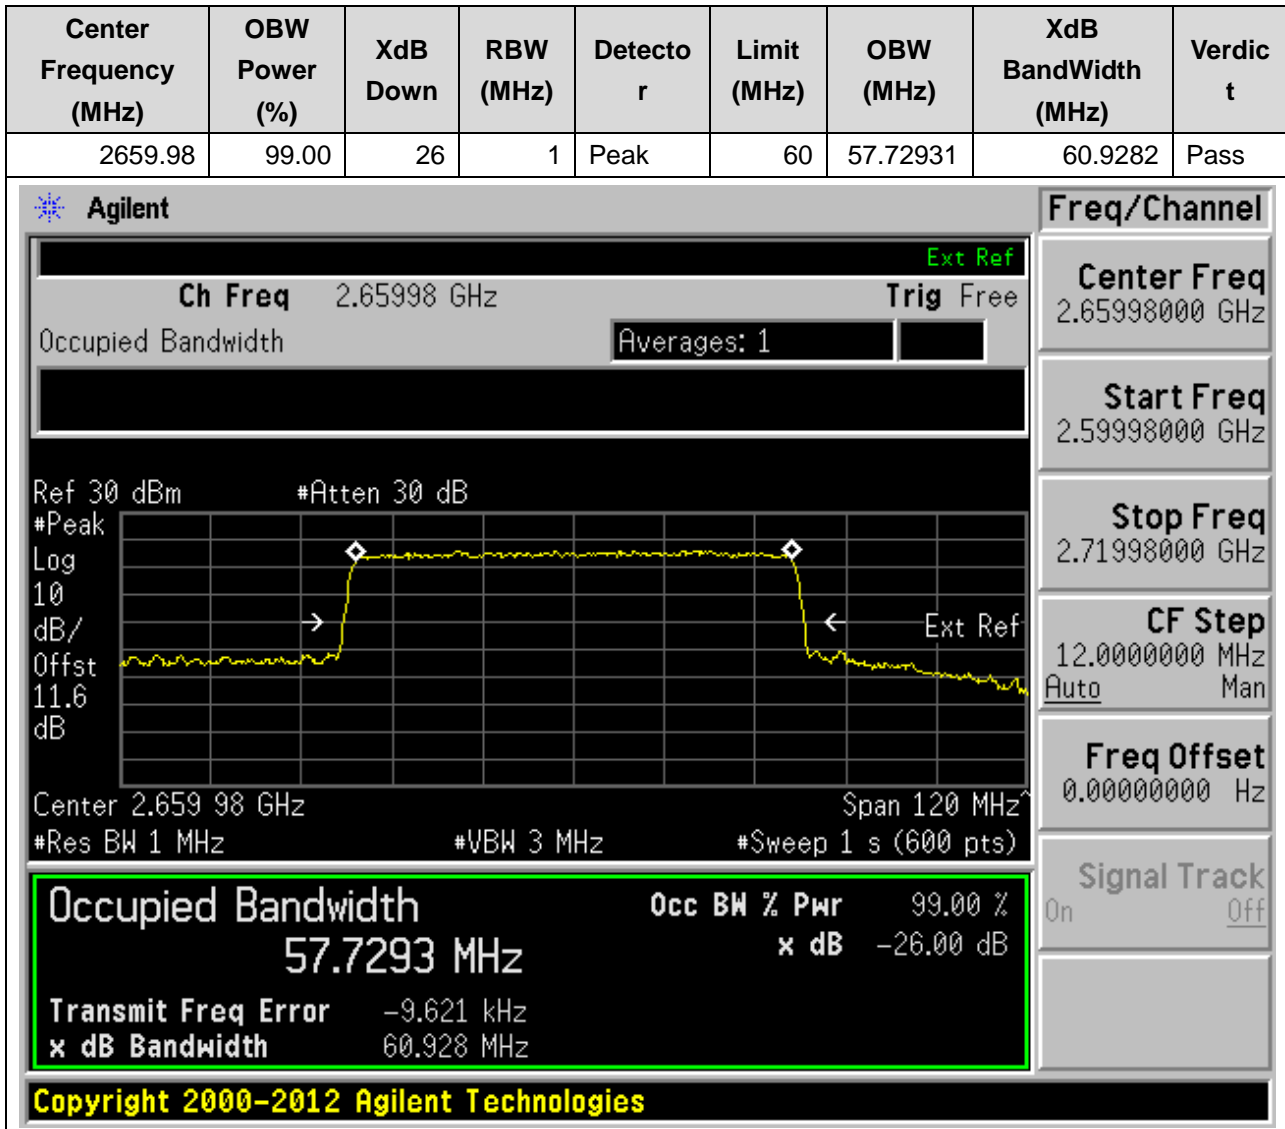 Center Frequency (MHz) OBW Power (%) XdB Down RBW (MHz) Detector Limit (MHz) OBW (MHz) XdB BandWidth (MHz) Verdict
2659.98 99.00 26 1 Peak 60 57.72931 60.9282 Pass
Agilent
Freq/Channel
Ext Ref
Ch Freq 2.65998 GHz Trig Free
Occupied Bandwidth Averages: 1
Center Freq
2.65998000 GHz
Start Freq
2.59998000 GHz
Stop Freq
2.71998000 GHz
CF Step
12.0000000 MHz
Auto Man
Freq Offset
0.00000000 Hz
Signal Track
On Off
Ref 30 dBm #Atten 30 dB
#Peak
Log
10
dB/
Offst
11.6
dB
Ext Ref
Center 2.659 98 GHz Span 120 MHz^
#Res BW 1 MHz #VBW 3 MHz #Sweep 1 s (600 pts)
Occupied Bandwidth
57.7293 MHz
Occ BW % Pwr 99.00 %
x dB -26.00 dB
Transmit Freq Error -9.621 kHz
x dB Bandwidth 60.928 MHz
Copyright 2000-2012 Agilent Technologies